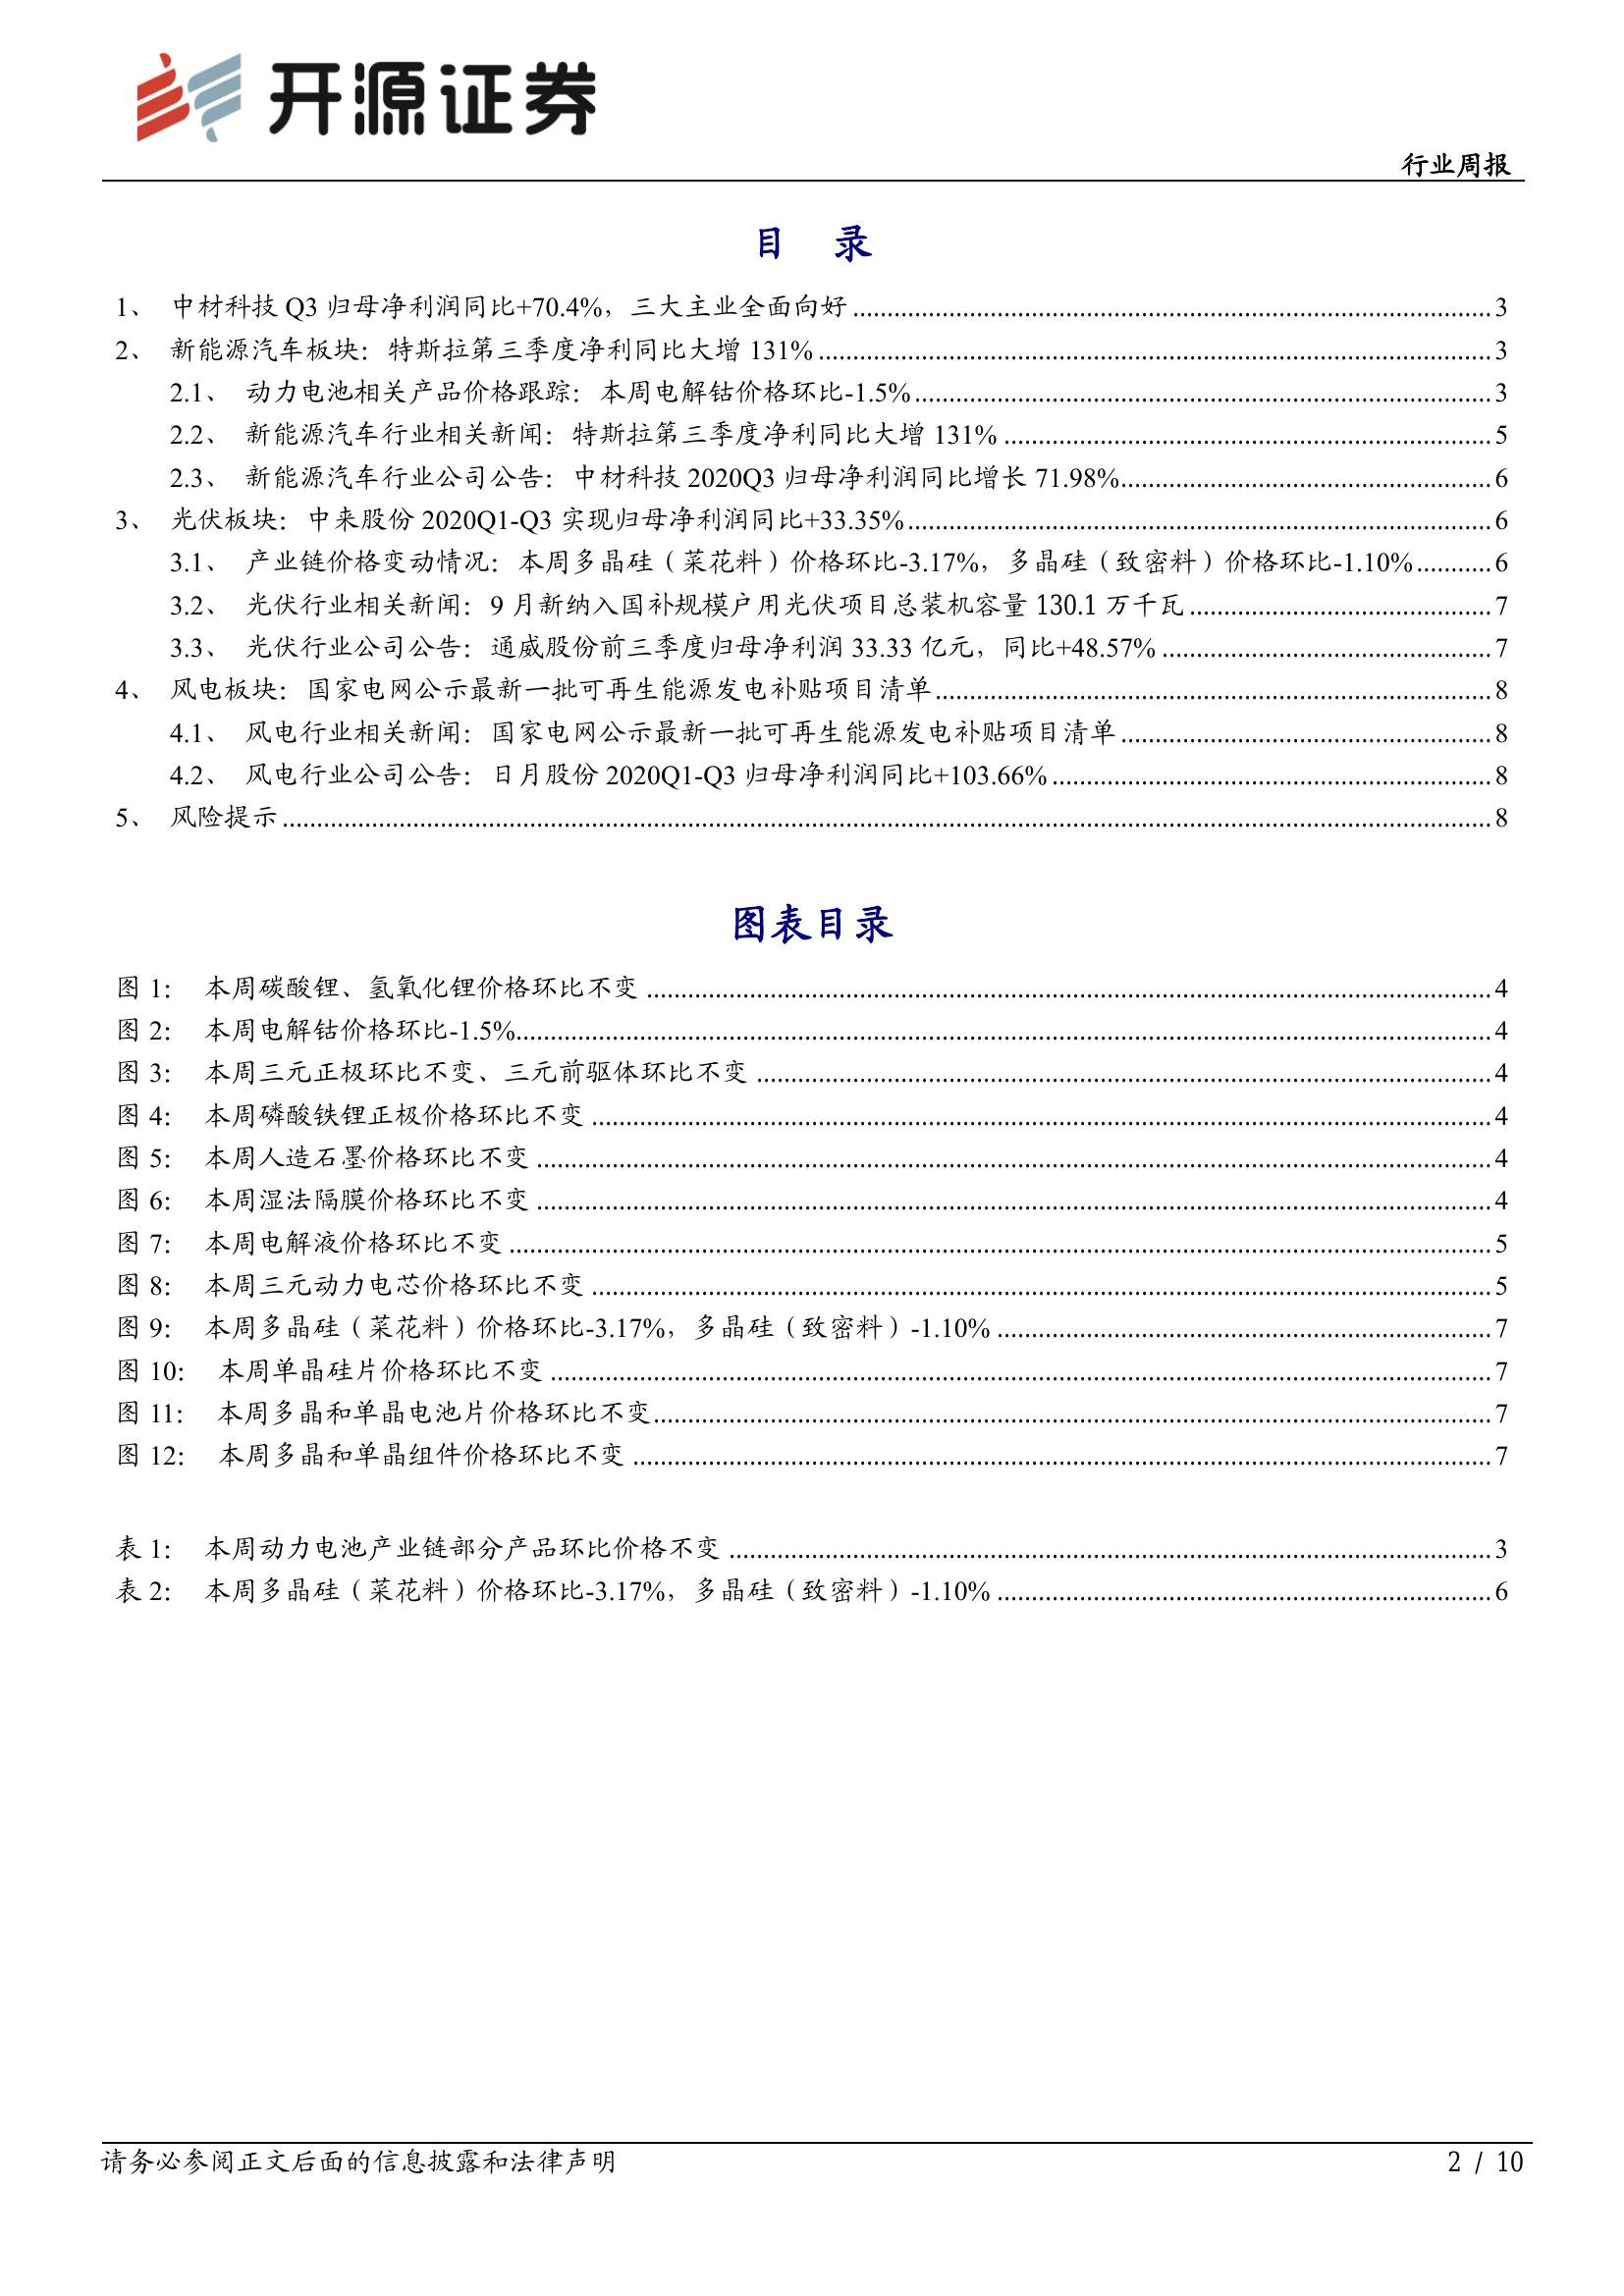 开源证券
行业周报
目 录
1、 中材科技 Q3 归母净利润同比+70.4%，三大主业全面向好 3
2、 新能源汽车板块：特斯拉第三季度净利同比大增 131% 3
2.1、 动力电池相关产品价格跟踪：本周电解钴价格环比-1.5% 3
2.2、 新能源汽车行业相关新闻：特斯拉第三季度净利同比大增 131% 5
2.3、 新能源汽车行业公司公告：中材科技 2020Q3 归母净利润同比增长 71.98% 6
3、 光伏板块：中来股份 2020Q1-Q3 实现归母净利润同比+33.35% 6
3.1、 产业链价格变动情况：本周多晶硅（菜花料）价格环比-3.17%，多晶硅（致密料）价格环比-1.10% 6
3.2、 光伏行业相关新闻：9 月新纳入国补规模户用光伏项目总装机容量 130.1 万千瓦 7
3.3、 光伏行业公司公告：通威股份前三季度归母净利润 33.33 亿元，同比+48.57% 7
4、 风电板块：国家电网公示最新一批可再生能源发电补贴项目清单 8
4.1、 风电行业相关新闻：国家电网公示最新一批可再生能源发电补贴项目清单 8
4.2、 风电行业公司公告：日月股份 2020Q1-Q3 归母净利润同比+103.66% 8
5、 风险提示 8
图表目录
图 1： 本周碳酸锂、氢氧化锂价格环比不变 4
图 2： 本周电解钴价格环比-1.5% 4
图 3： 本周三元正极环比不变、三元前驱体环比不变 4
图 4： 本周磷酸铁锂正极价格环比不变 4
图 5： 本周人造石墨价格环比不变 4
图 6： 本周湿法隔膜价格环比不变 4
图 7： 本周电解液价格环比不变 5
图 8： 本周三元动力电芯价格环比不变 5
图 9： 本周多晶硅（菜花料）价格环比-3.17%，多晶硅（致密料）-1.10% 7
图 10： 本周单晶硅片价格环比不变 7
图 11： 本周多晶和单晶电池片价格环比不变 7
图 12： 本周多晶和单晶组件价格环比不变 7
表 1： 本周动力电池产业链部分产品环比价格不变 3
表 2： 本周多晶硅（菜花料）价格环比-3.17%，多晶硅（致密料）-1.10% 6
请务必参阅正文后面的信息披露和法律声明
2 / 10